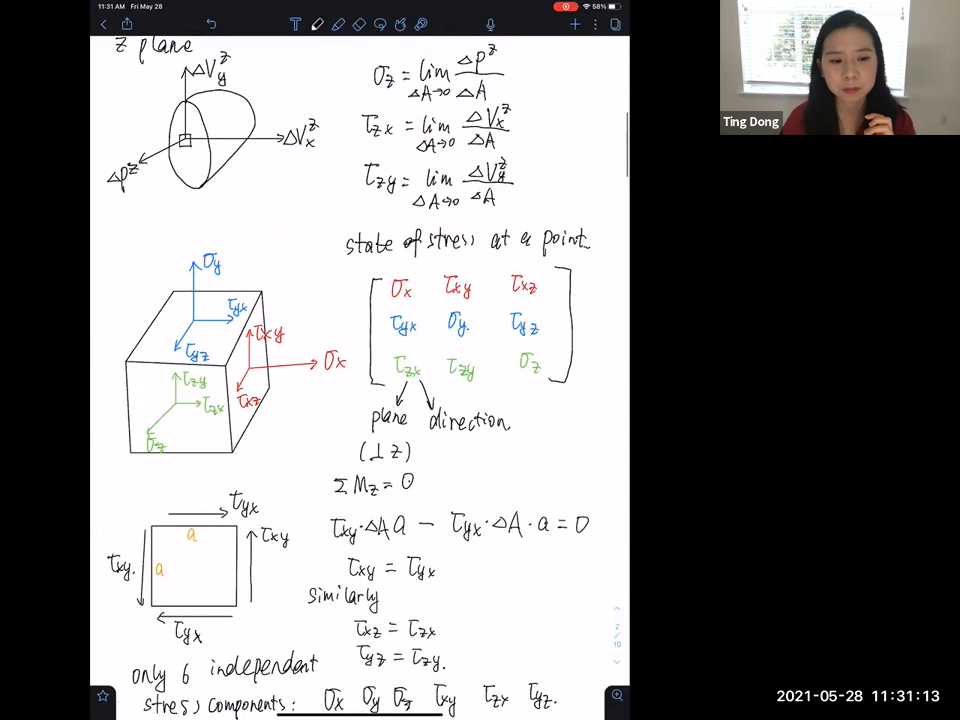 11:31 AM Fri May 28
58%
z plane
ΔV_y^z
ΔV_x^z
ΔP^z
σ_z = lim_{ΔA→0} ΔP^z / ΔA
τ_zx = lim_{ΔA→0} ΔV_x^z / ΔA
τ_zy = lim_{ΔA→0} ΔV_y^z / ΔA
state of stress at a point
σ_x τ_xy τ_xz
τ_yx σ_y. τ_yz
τ_zx τ_zy σ_z
plane direction
(⊥ z)
σ_y
τ_yx
τ_yz
τ_xy
σ_x
τ_xz
τ_zy
τ_zx
σ_z
ΣM_z = 0
τ_xy·ΔA a − τ_yx·ΔA·a = 0
τ_xy = τ_yx
τ_yx
a
τ_xy
τ_xy.
a
τ_yx
similarly
τ_xz = τ_zx
τ_yz = τ_zy.
only 6 independent
stress components: σ_x σ_y σ_z τ_xy τ_zx τ_yz.
2
/
10
Ting Dong
2021-05-28 11:31:13